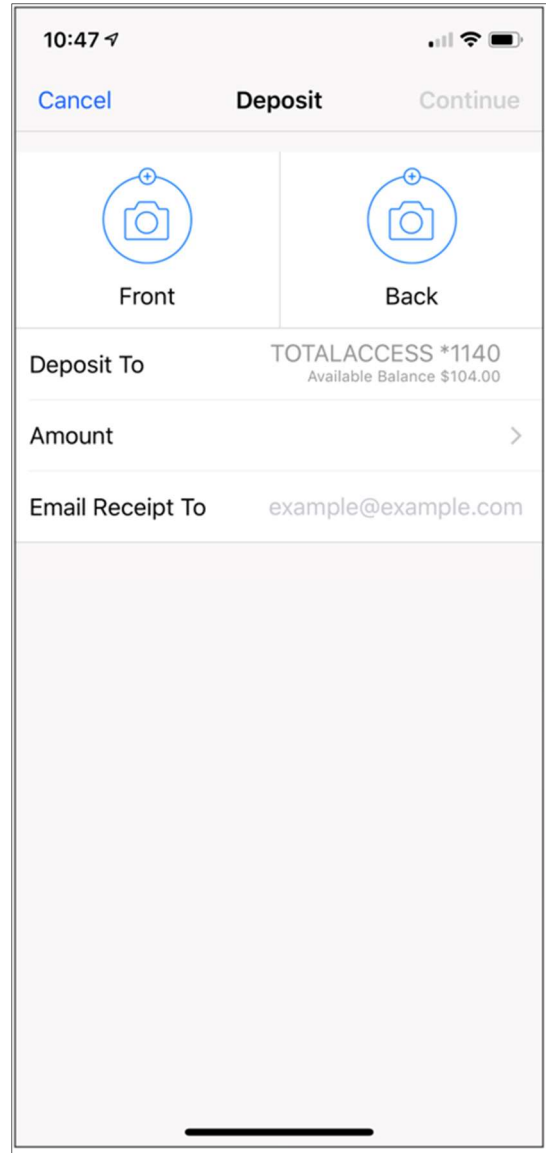 10:47
Cancel Deposit Continue
Front Back
Deposit To TOTALACCESS *1140
Available Balance $104.00
Amount
Email Receipt To example@example.com